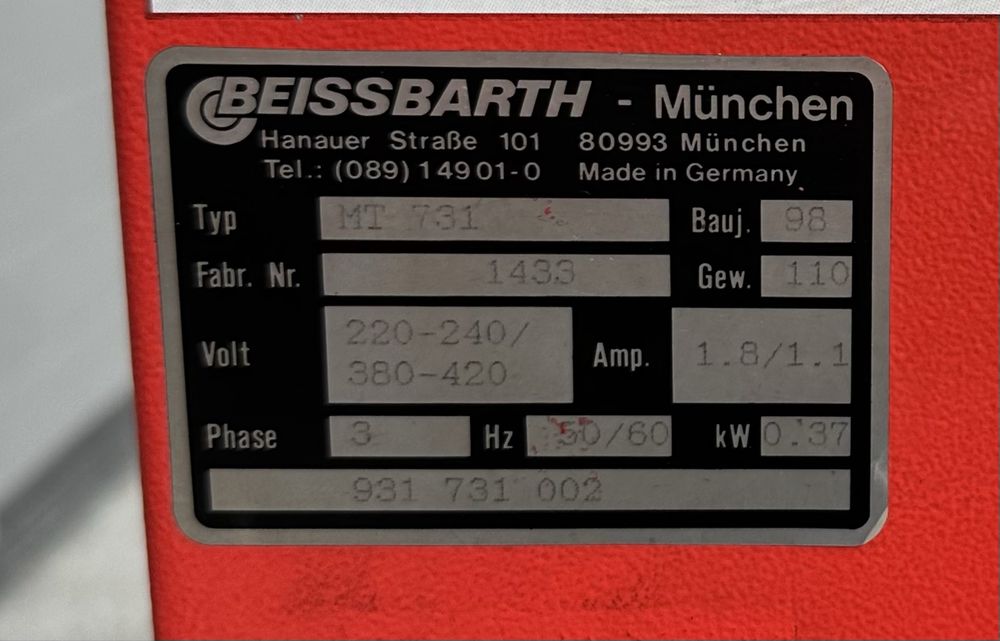 BEISSBARTH - München
Hanauer Straße 101 80993 München
Tel.: (089) 14901-0 Made in Germany
Typ MT 731 Bauj. 98
Fabr. Nr. 1433 Gew. 110
Volt 220-240/ 
380-420 Amp. 1.8/1.1
Phase 3 Hz 50/60 kW 0.37
931 731 002